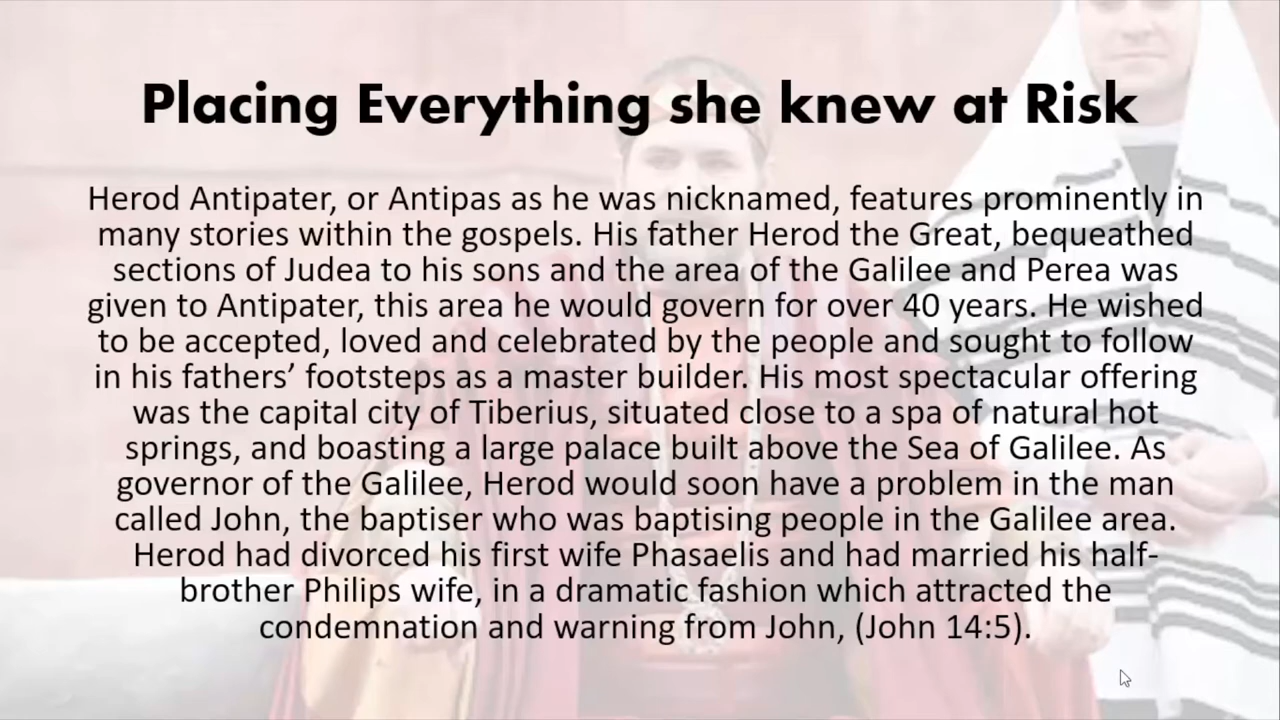 Placing Everything she knew at Risk
Herod Antipater, or Antipas as he was nicknamed, features prominently in
many stories within the gospels. His father Herod the Great, bequeathed
sections of Judea to his sons and the area of the Galilee and Perea was
given to Antipater, this area he would govern for over 40 years. He wished
to be accepted, loved and celebrated by the people and sought to follow
in his fathers’ footsteps as a master builder. His most spectacular offering
was the capital city of Tiberius, situated close to a spa of natural hot
springs, and boasting a large palace built above the Sea of Galilee. As
governor of the Galilee, Herod would soon have a problem in the man
called John, the baptiser who was baptising people in the Galilee area.
Herod had divorced his first wife Phasaelis and had married his half-
brother Philips wife, in a dramatic fashion which attracted the
condemnation and warning from John, (John 14:5).